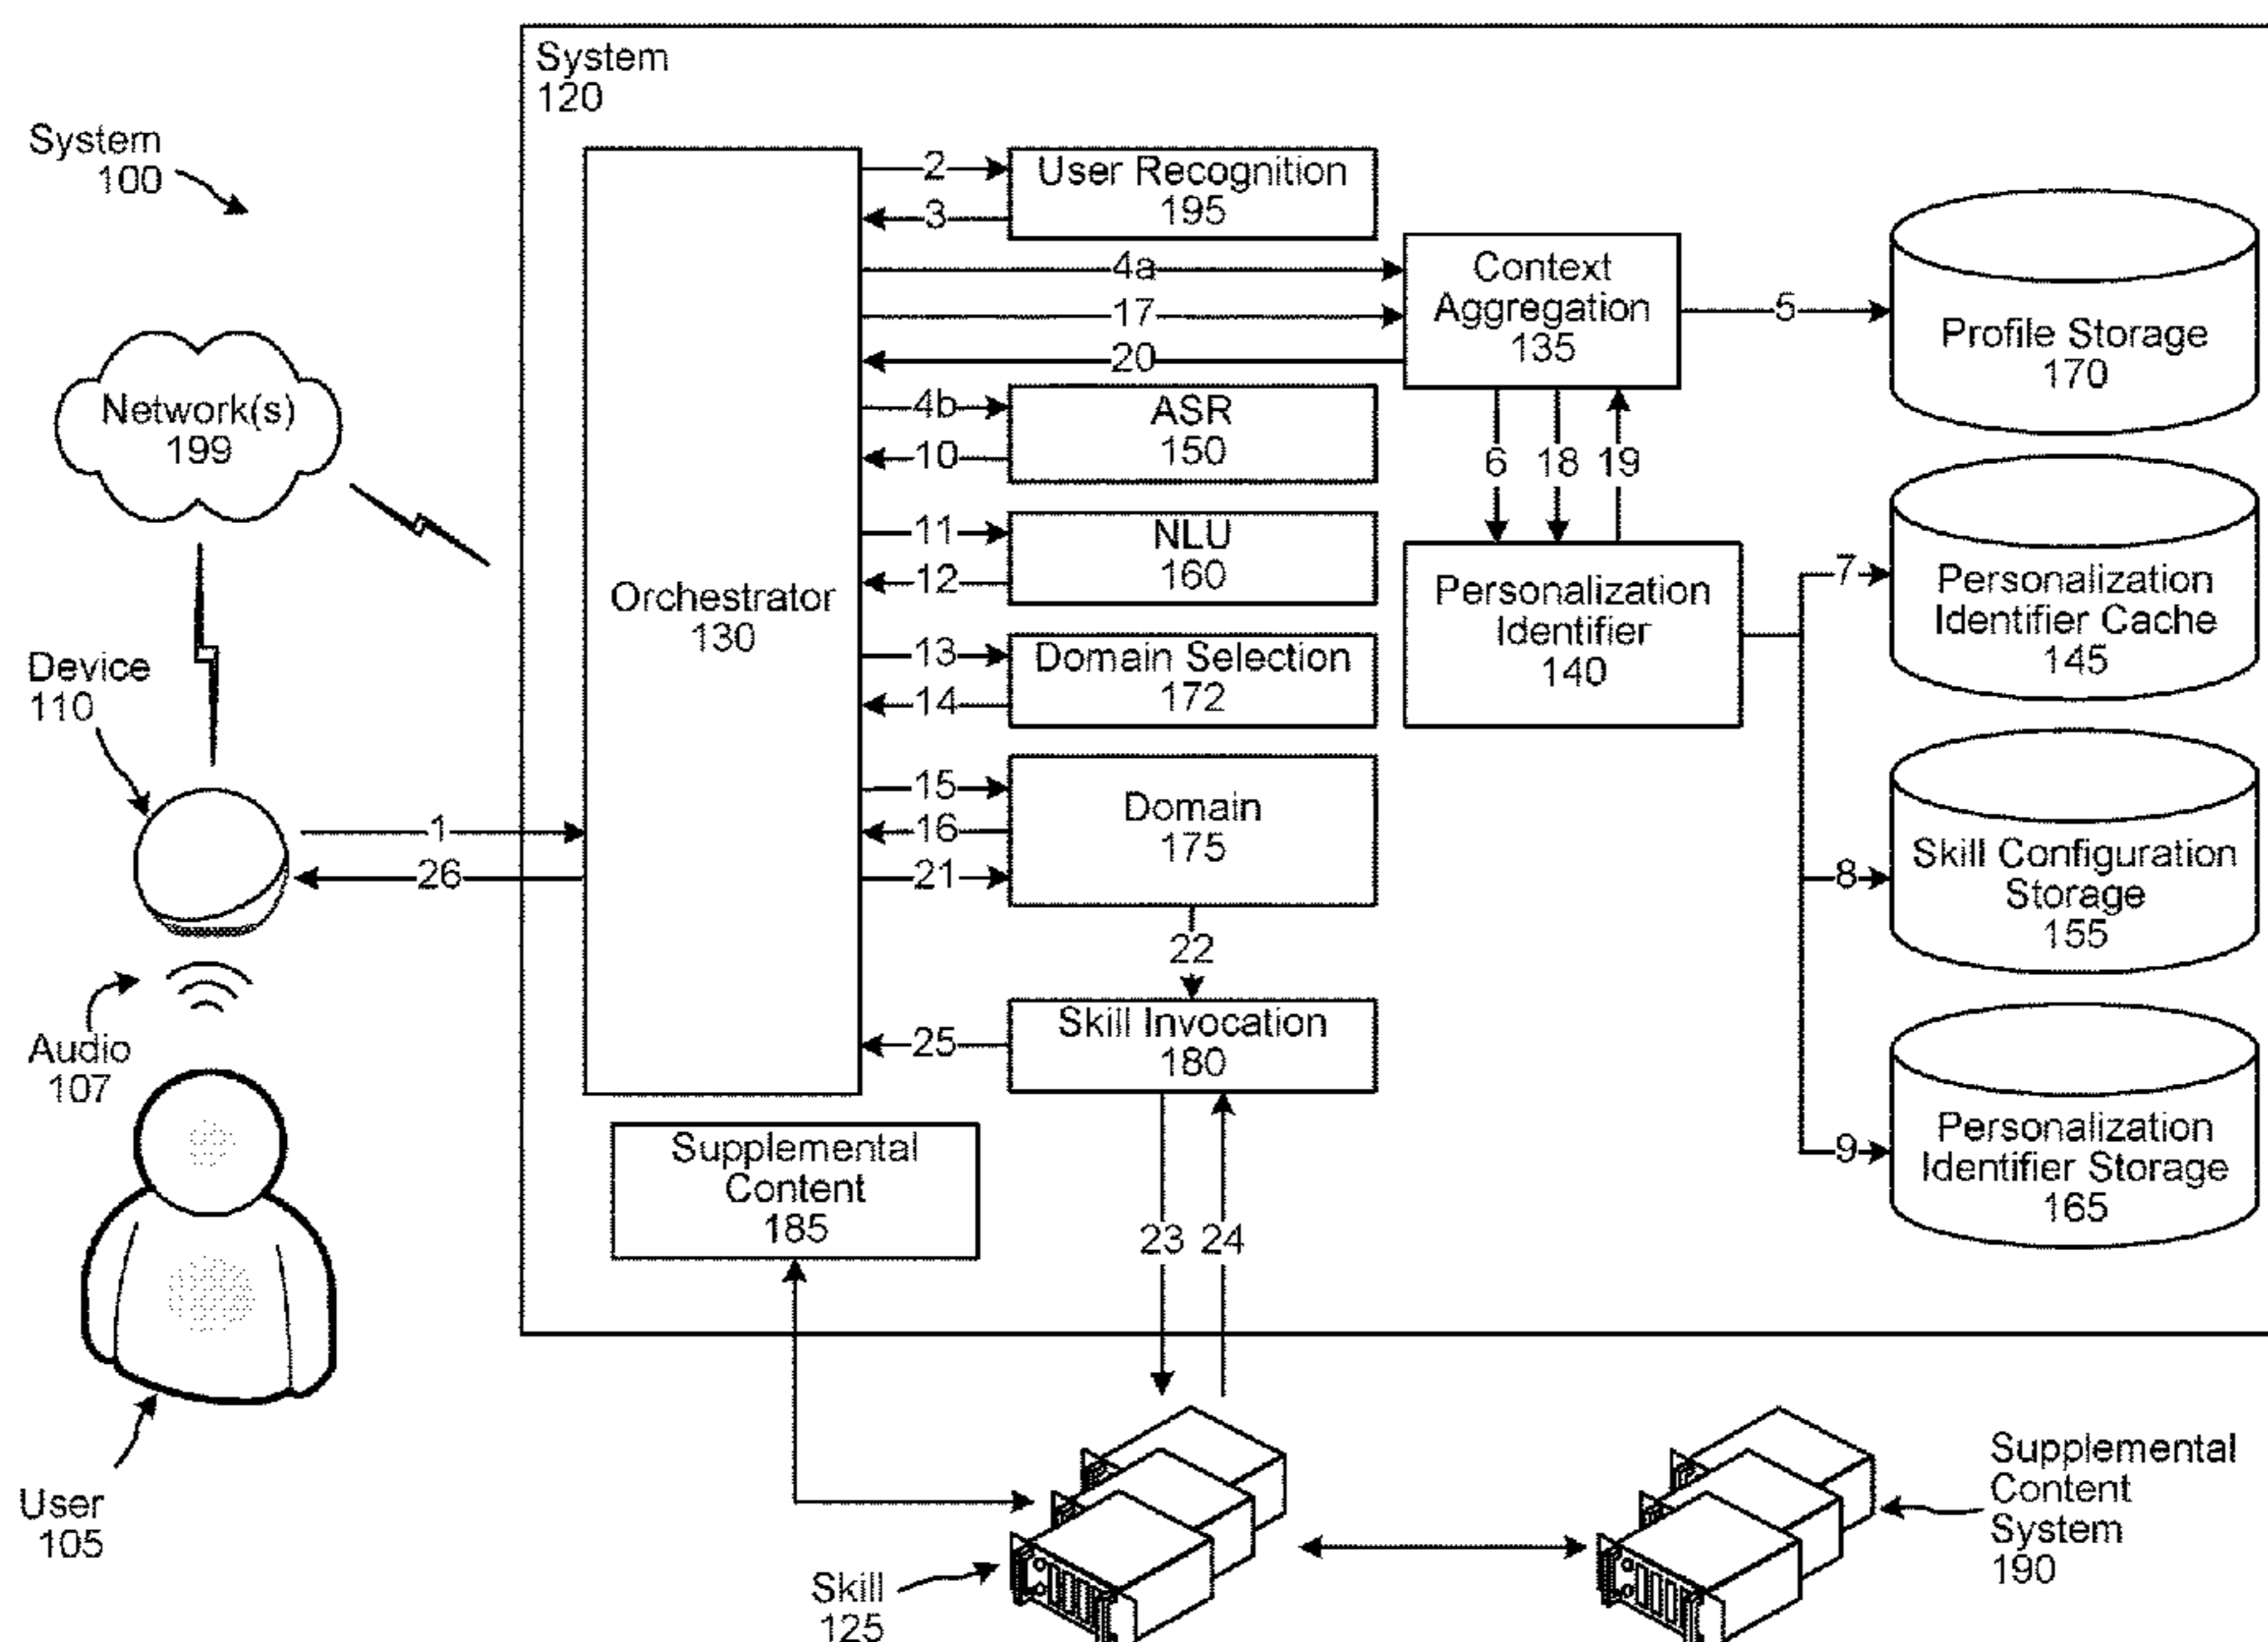 System
120
System
100
2
User Recognition
195
3
4a
Context
Aggregation
135
17
20
5
Profile Storage
170
Network(s)
199
4b
ASR
150
10
6
18
19
11
NLU
160
12
Orchestrator
130
Personalization
Identifier
140
7
Personalization
Identifier Cache
145
13
Domain Selection
172
14
Device
110
15
Domain
175
16
21
1
26
8
Skill Configuration
Storage
155
22
Skill Invocation
180
25
Audio
107
9
Personalization
Identifier Storage
165
Supplemental
Content
185
23
24
User
105
Skill
125
Supplemental
Content
System
190